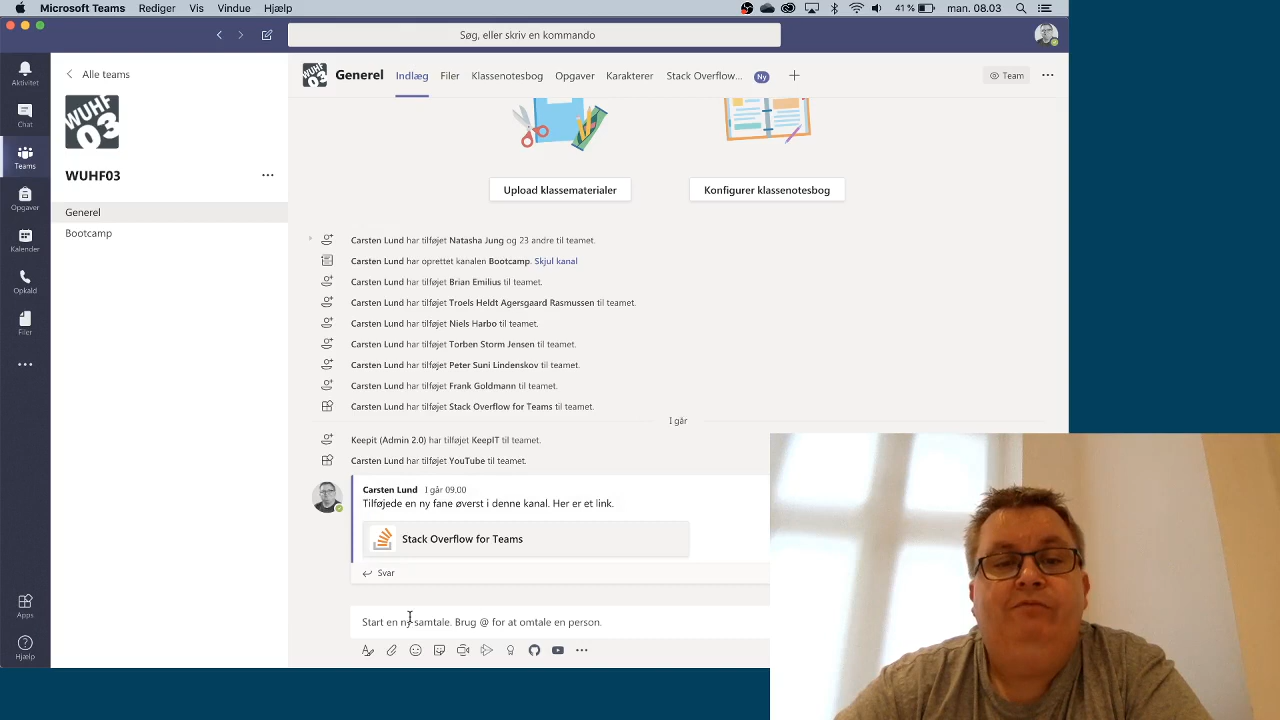 Microsoft Teams Rediger Vis Vindue Hjælp 41 % man. 08.03
Søg, eller skriv en kommando
Aktivitet
Chat
Teams
Opgaver
Kalender
Opkald
Filer
Apps
Hjælp
Alle teams
WUHF
03
WUHF03
Generel
Bootcamp
WUHF
03
Generel Indlæg Filer Klassenotesbog Opgaver Karakterer Stack Overflow... Ny Team
Upload klassematerialer Konfigurer klassenotesbog
Carsten Lund har tilføjet Natasha Jung og 23 andre til teamet.
Carsten Lund har oprettet kanalen Bootcamp. Skjul kanal
Carsten Lund har tilføjet Brian Emilius til teamet.
Carsten Lund har tilføjet Troels Heldt Agersgaard Rasmussen til teamet.
Carsten Lund har tilføjet Niels Harbo til teamet.
Carsten Lund har tilføjet Torben Storm Jensen til teamet.
Carsten Lund har tilføjet Peter Suni Lindenskov til teamet.
Carsten Lund har tilføjet Frank Goldmann til teamet.
Carsten Lund har tilføjet Stack Overflow for Teams til teamet.
I går
Keepit (Admin 2.0) har tilføjet KeepIT til teamet.
Carsten Lund har tilføjet YouTube til teamet.
Carsten Lund I går 09.00
Tilføjede en ny fane øverst i denne kanal. Her er et link.
Stack Overflow for Teams
Svar
Start en ny samtale. Brug @ for at omtale en person.